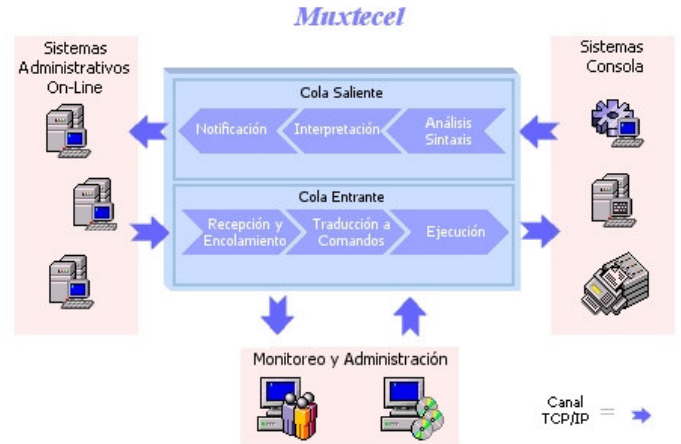 Muxtecel
Sistemas
Administrativos
On-Line
Cola Saliente
Notificación
Interpretación
Análisis
Sintaxis
Cola Entrante
Recepción y
Encolamiento
Traducción a
Comandos
Ejecución
Sistemas
Consola
Monitoreo y Administración
Canal
TCP/IP =